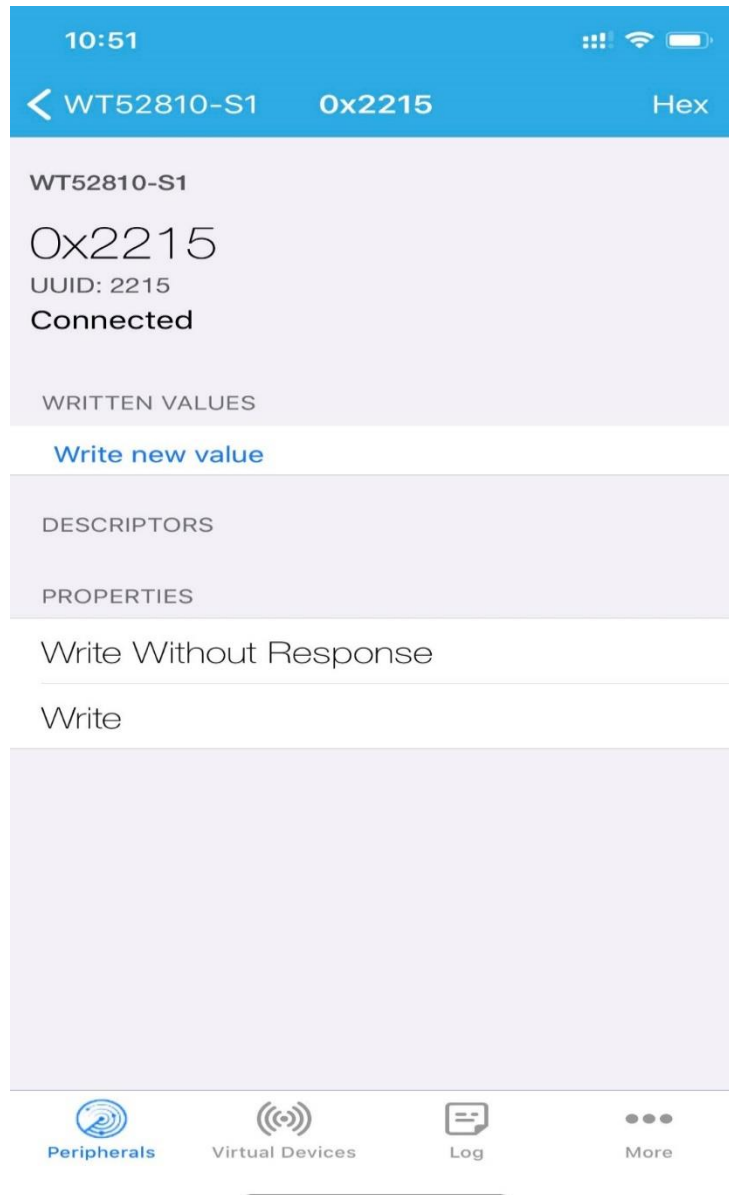 10:51
WT52810-S1 0x2215 Hex
WT52810-S1
0x2215
UUID: 2215
Connected
WRITTEN VALUES
Write new value
DESCRIPTORS
PROPERTIES
Write Without Response
Write
Peripherals Virtual Devices Log More